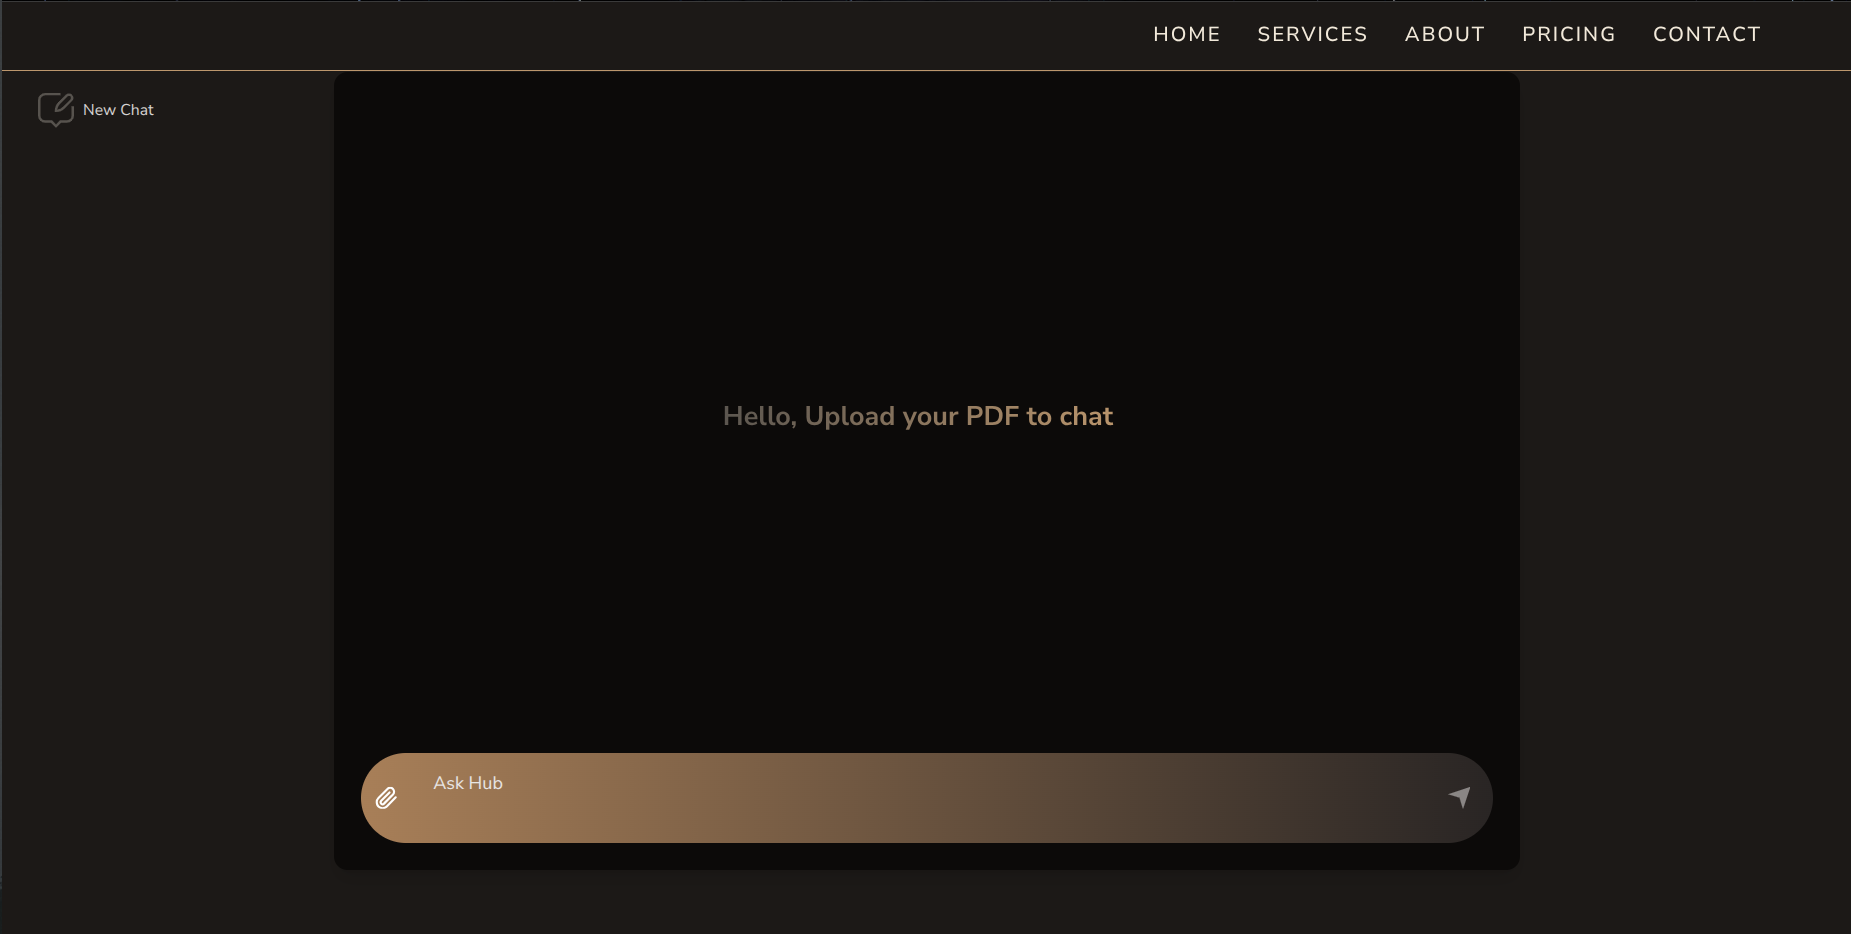 HOME SERVICES ABOUT PRICING CONTACT
New Chat
Hello, Upload your PDF to chat
Ask Hub